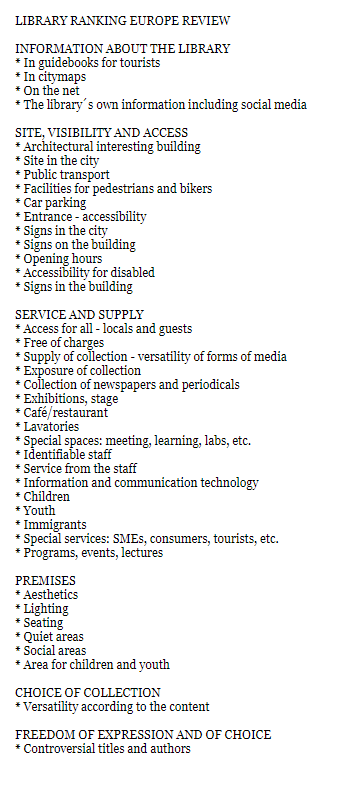 LIBRARY RANKING EUROPE REVIEW
INFORMATION ABOUT THE LIBRARY
* In guidebooks for tourists
* In citymaps
* On the net
* The library´s own information including social media
SITE, VISIBILITY AND ACCESS
* Architectural interesting building
* Site in the city
* Public transport
* Facilities for pedestrians and bikers
* Car parking
* Entrance - accessibility
* Signs in the city
* Signs on the building
* Opening hours
* Accessibility for disabled
* Signs in the building
SERVICE AND SUPPLY
* Access for all - locals and guests
* Free of charges
* Supply of collection - versatility of forms of media
* Exposure of collection
* Collection of newspapers and periodicals
* Exhibitions, stage
* Café/restaurant
* Lavatories
* Special spaces: meeting, learning, labs, etc.
* Identifiable staff
* Service from the staff
* Information and communication technology
* Children
* Youth
* Immigrants
* Special services: SMEs, consumers, tourists, etc.
* Programs, events, lectures
PREMISES
* Aesthetics
* Lighting
* Seating
* Quiet areas
* Social areas
* Area for children and youth
CHOICE OF COLLECTION
* Versatility according to the content
FREEDOM OF EXPRESSION AND OF CHOICE
* Controversial titles and authors